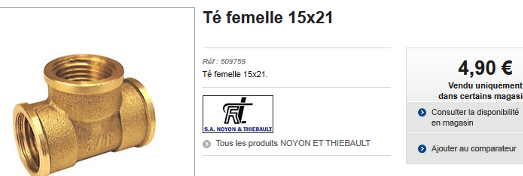 Té femelle 15x21
Réf : 509759
Té femelle 15x21.
S.A. NOYON & THIEBAULT
Tous les produits NOYON ET THIEBAULT
4,90 €
Vendu uniquement
dans certains magasi
Consulter la disponibilité
en magasin
Ajouter au comparateur